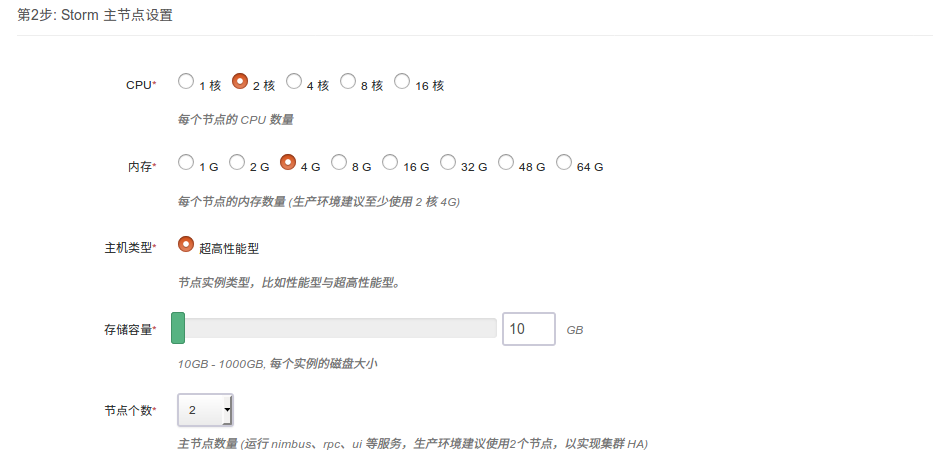 第2步: Storm 主节点设置
CPU* 1 核 2 核 4 核 8 核 16 核
每个节点的 CPU 数量
内存* 1 G 2 G 4 G 8 G 16 G 32 G 48 G 64 G
每个节点的内存数量 (生产环境建议至少使用 2 核 4G)
主机类型* 超高性能型
节点实例类型，比如性能型与超高性能型。
存储容量* 10 GB
10GB - 1000GB, 每个实例的磁盘大小
节点个数* 2
主节点数量 (运行 nimbus、rpc、ui 等服务，生产环境建议使用2个节点，以实现集群 HA)